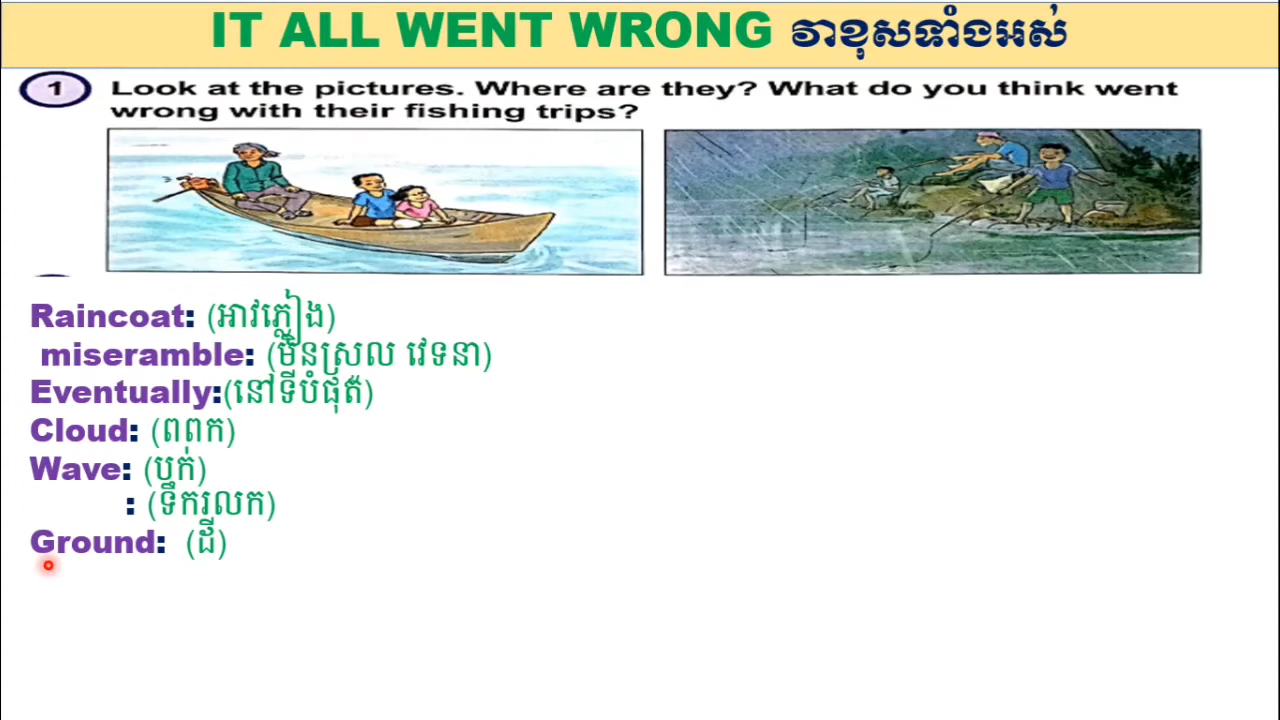 IT ALL WENT WRONG វាខុសទាំងអស់
1 Look at the pictures. Where are they? What do you think went
wrong with their fishing trips?
Raincoat: (អាវភ្លៀង)
miseramble: (មិនស្រួល វេទនា)
Eventually:(នៅទីបំផុត)
Cloud: (ពពក)
Wave: (បក់)
: (ទឹករលក)
Ground: (ដី)